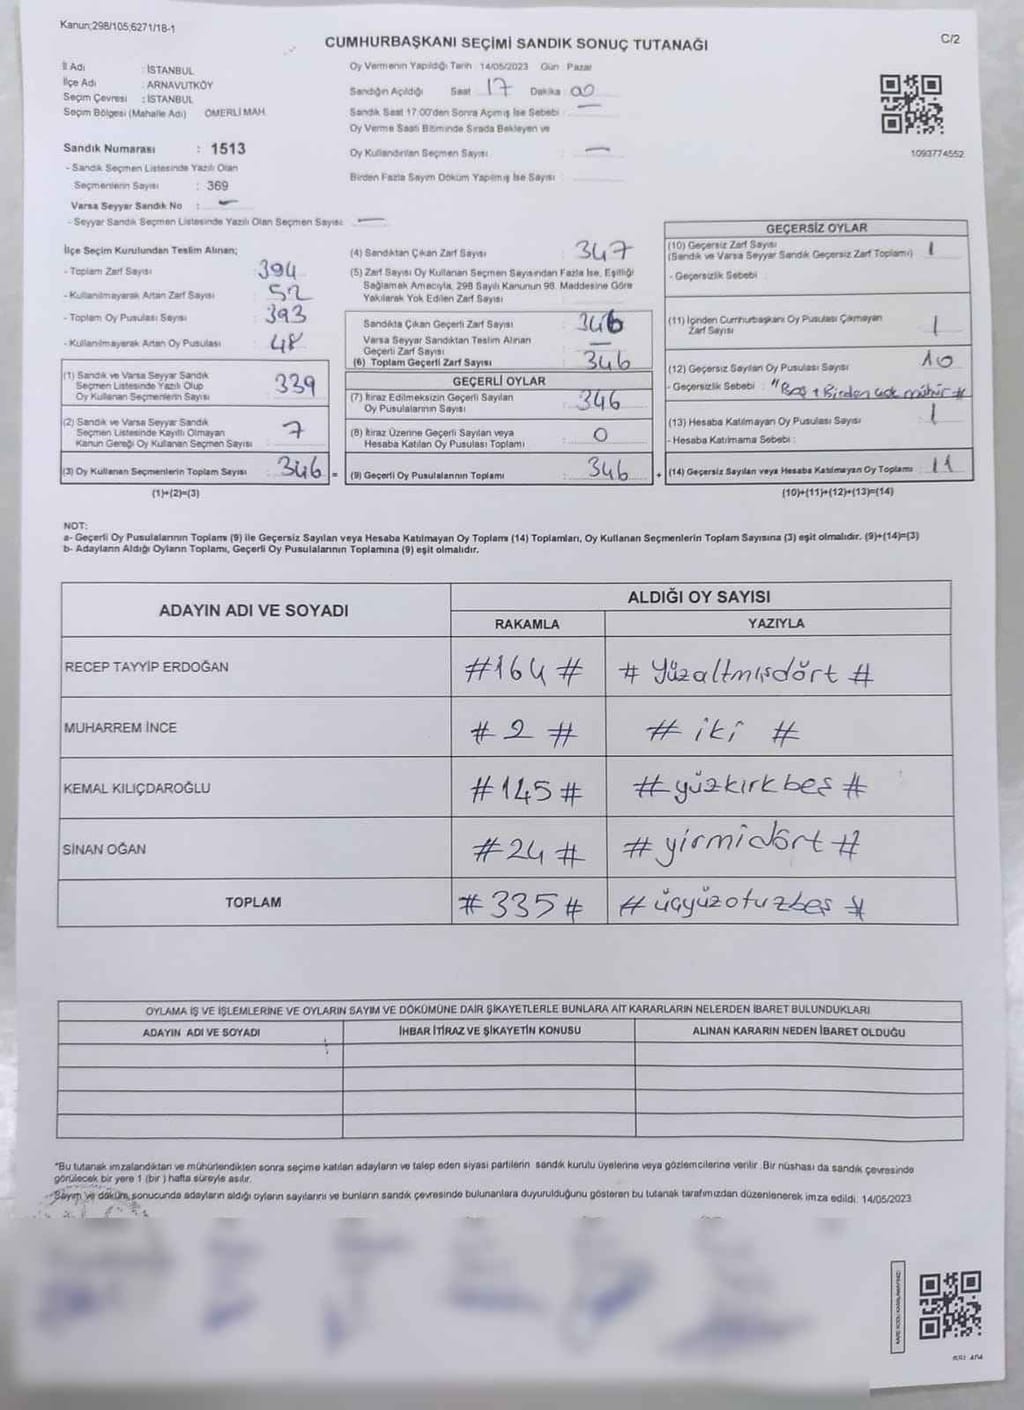 Kanun;298/105;6271/18-1
C/2
CUMHURBAŞKANI SEÇİMİ SANDIK SONUÇ TUTANAĞI
İl Adı : İSTANBUL
İlçe Adı : ARNAVUTKÖY
Seçim Çevresi : İSTANBUL
Seçim Bölgesi (Mahalle Adı) ÖMERLİ MAH.
Sandık Numarası : 1513
- Sandık Seçmen Listesinde Yazılı Olan
Seçmenlerin Sayısı : 369
Varsa Seyyar Sandık No : -
- Seyyar Sandık Seçmen Listesinde Yazılı Olan Seçmen Sayısı: -
Oy Vermenin Yapıldığı Tarih : 14/05/2023 Gün : Pazar
Sandığın Açıldığı Saat : 17 Dakika : 00
Sandık Saat 17:00'den Sonra Açılmış İse Sebebi : -
Oy Verme Saati Bitiminde Sırada Bekleyen ve
Oy Kullandırılan Seçmen Sayısı : -
Birden Fazla Sayım Döküm Yapılmış İse Sayısı :
1093774552
İlçe Seçim Kurulundan Teslim Alınan;
- Toplam Zarf Sayısı : 394
- Kullanılmayarak Artan Zarf Sayısı : 52
- Toplam Oy Pusulası Sayısı : 393
- Kullanılmayarak Artan Oy Pusulası : 48
(1) Sandık ve Varsa Seyyar Sandık
Seçmen Listesinde Yazılı Olup
Oy Kullanan Seçmenlerin Sayısı : 339
(2) Sandık ve Varsa Seyyar Sandık
Seçmen Listesinde Kayıtlı Olmayan
Kanun Gereği Oy Kullanan Seçmen Sayısı : 7
(3) Oy Kullanan Seçmenlerin Toplam Sayısı : 346 =
(1)+(2)=(3)
(4) Sandıktan Çıkan Zarf Sayısı : 347
(5) Zarf Sayısı Oy Kullanan Seçmen Sayısından Fazla İse, Eşitliği
Sağlamak Amacıyla, 298 Sayılı Kanunun 98. Maddesine Göre
Yakılarak Yok Edilen Zarf Sayısı :
Sandıkta Çıkan Geçerli Zarf Sayısı : 346
Varsa Seyyar Sandıktan Teslim Alınan
Geçerli Zarf Sayısı : -
(6) Toplam Geçerli Zarf Sayısı : 346
GEÇERLİ OYLAR
(7) İtiraz Edilmeksizin Geçerli Sayılan
Oy Pusulalarının Sayısı : 346
(8) İtiraz Üzerine Geçerli Sayılan veya
Hesaba Katılan Oy Pusulası Toplamı : 0
(9) Geçerli Oy Pusulalarının Toplamı : 346 +
GEÇERSİZ OYLAR
(10) Geçersiz Zarf Sayısı : 1
(Sandık ve Varsa Seyyar Sandık Geçersiz Zarf Toplamı)
- Geçersizlik Sebebi :
(11) İçinden Cumhurbaşkanı Oy Pusulası Çıkmayan
Zarf Sayısı : 1
(12) Geçersiz Sayılan Oy Pusulası Sayısı : 10
- Geçersizlik Sebebi : "Boş + Birden çok mühür #
(13) Hesaba Katılmayan Oy Pusulası Sayısı : 1
- Hesaba Katılmama Sebebi :
(14) Geçersiz Sayılan veya Hesaba Katılmayan Oy Toplamı : 11
(10)+(11)+(12)+(13)=(14)
NOT:
a- Geçerli Oy Pusulalarının Toplamı (9) ile Geçersiz Sayılan veya Hesaba Katılmayan Oy Toplamı (14) Toplamları, Oy Kullanan Seçmenlerin Toplam Sayısına (3) eşit olmalıdır. (9)+(14)=(3)
b- Adayların Aldığı Oyların Toplamı, Geçerli Oy Pusulalarının Toplamına (9) eşit olmalıdır.
ADAYIN ADI VE SOYADI
ALDIĞI OY SAYISI
RAKAMLA YAZIYLA
RECEP TAYYİP ERDOĞAN #164# # Yüzaltmışdört #
MUHARREM İNCE # 2 # # iki #
KEMAL KILIÇDAROĞLU #145# #yüzkırkbeş#
SİNAN OĞAN #24# #yirmidört#
TOPLAM #335# #üçyüzotuzbeş#
OYLAMA İŞ VE İŞLEMLERİNE VE OYLARIN SAYIM VE DÖKÜMÜNE DAİR ŞİKAYETLERLE BUNLARA AİT KARARLARIN NELERDEN İBARET BULUNDUKLARI
ADAYIN ADI VE SOYADI İHBAR İTİRAZ VE ŞİKAYETİN KONUSU ALINAN KARARIN NEDEN İBARET OLDUĞU
*Bu tutanak imzalandıktan ve mühürlendikten sonra seçime katılan adayların ve talep eden siyasi partilerin sandık kurulu üyelerine veya gözlemcilerine verilir. Bir nüshası da sandık çevresinde
görülecek bir yere 1 (bir) hafta süreyle asılır.
Sayım ve döküm sonucunda adayların aldığı oyların sayılarını ve bunların sandık çevresinde bulunanlara duyurulduğunu gösteren bu tutanak tarafımızdan düzenlenerek imza edildi. 14/05/2023